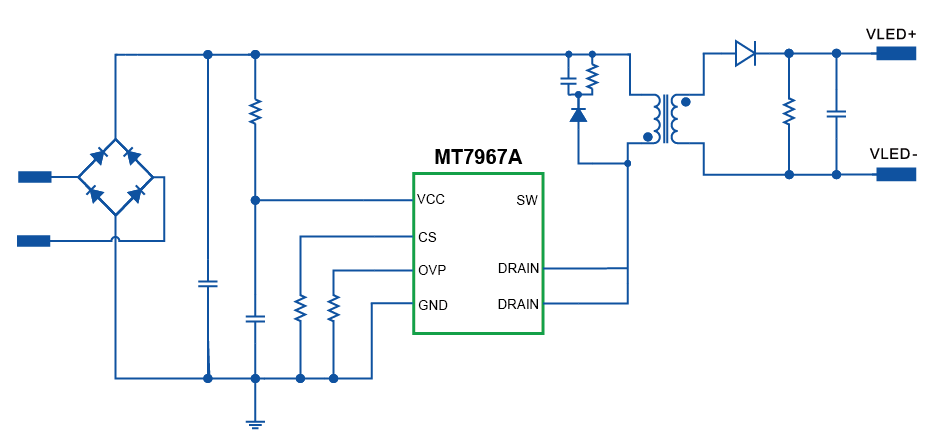 VLED+
VLED-
MT7967A
VCC
SW
CS
OVP
DRAIN
GND
DRAIN